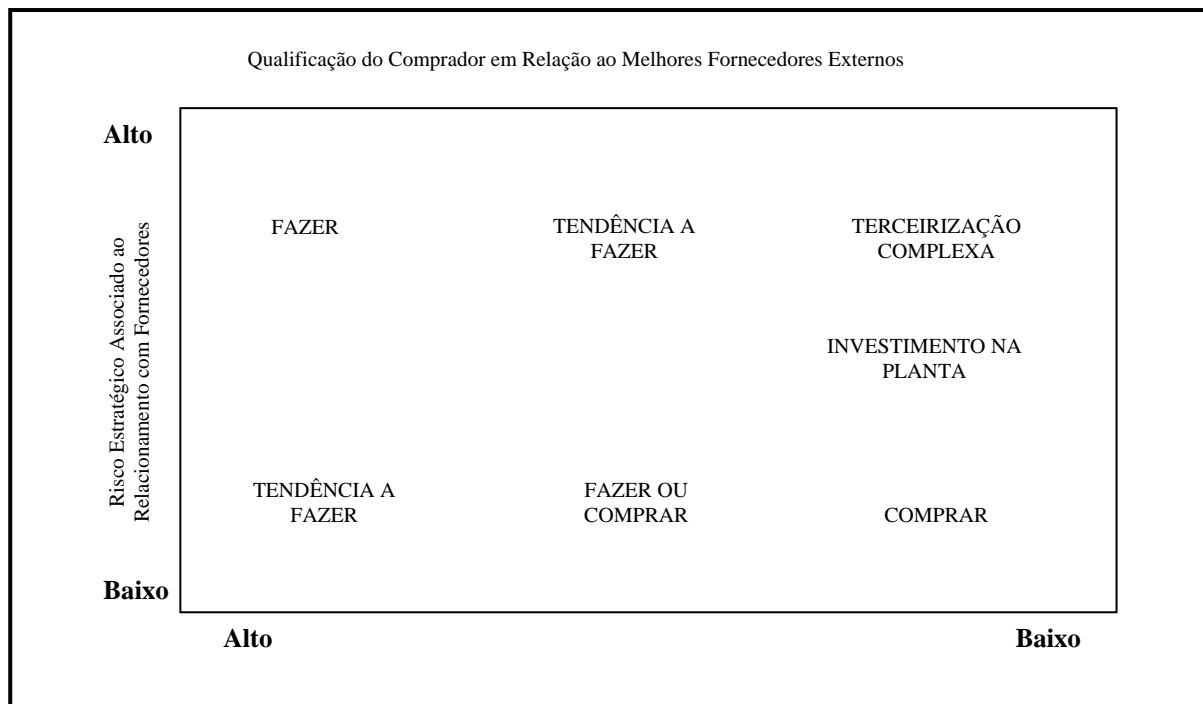 Qualificação do Comprador em Relação ao Melhores Fornecedores Externos
Alto
Risco Estratégico Associado ao
Relacionamento com Fornecedores
FAZER
TENDÊNCIA A
FAZER
TERCEIRIZAÇÃO
COMPLEXA
INVESTIMENTO NA
PLANTA
TENDÊNCIA A
FAZER
FAZER OU
COMPRAR
COMPRAR
Baixo
Alto
Baixo